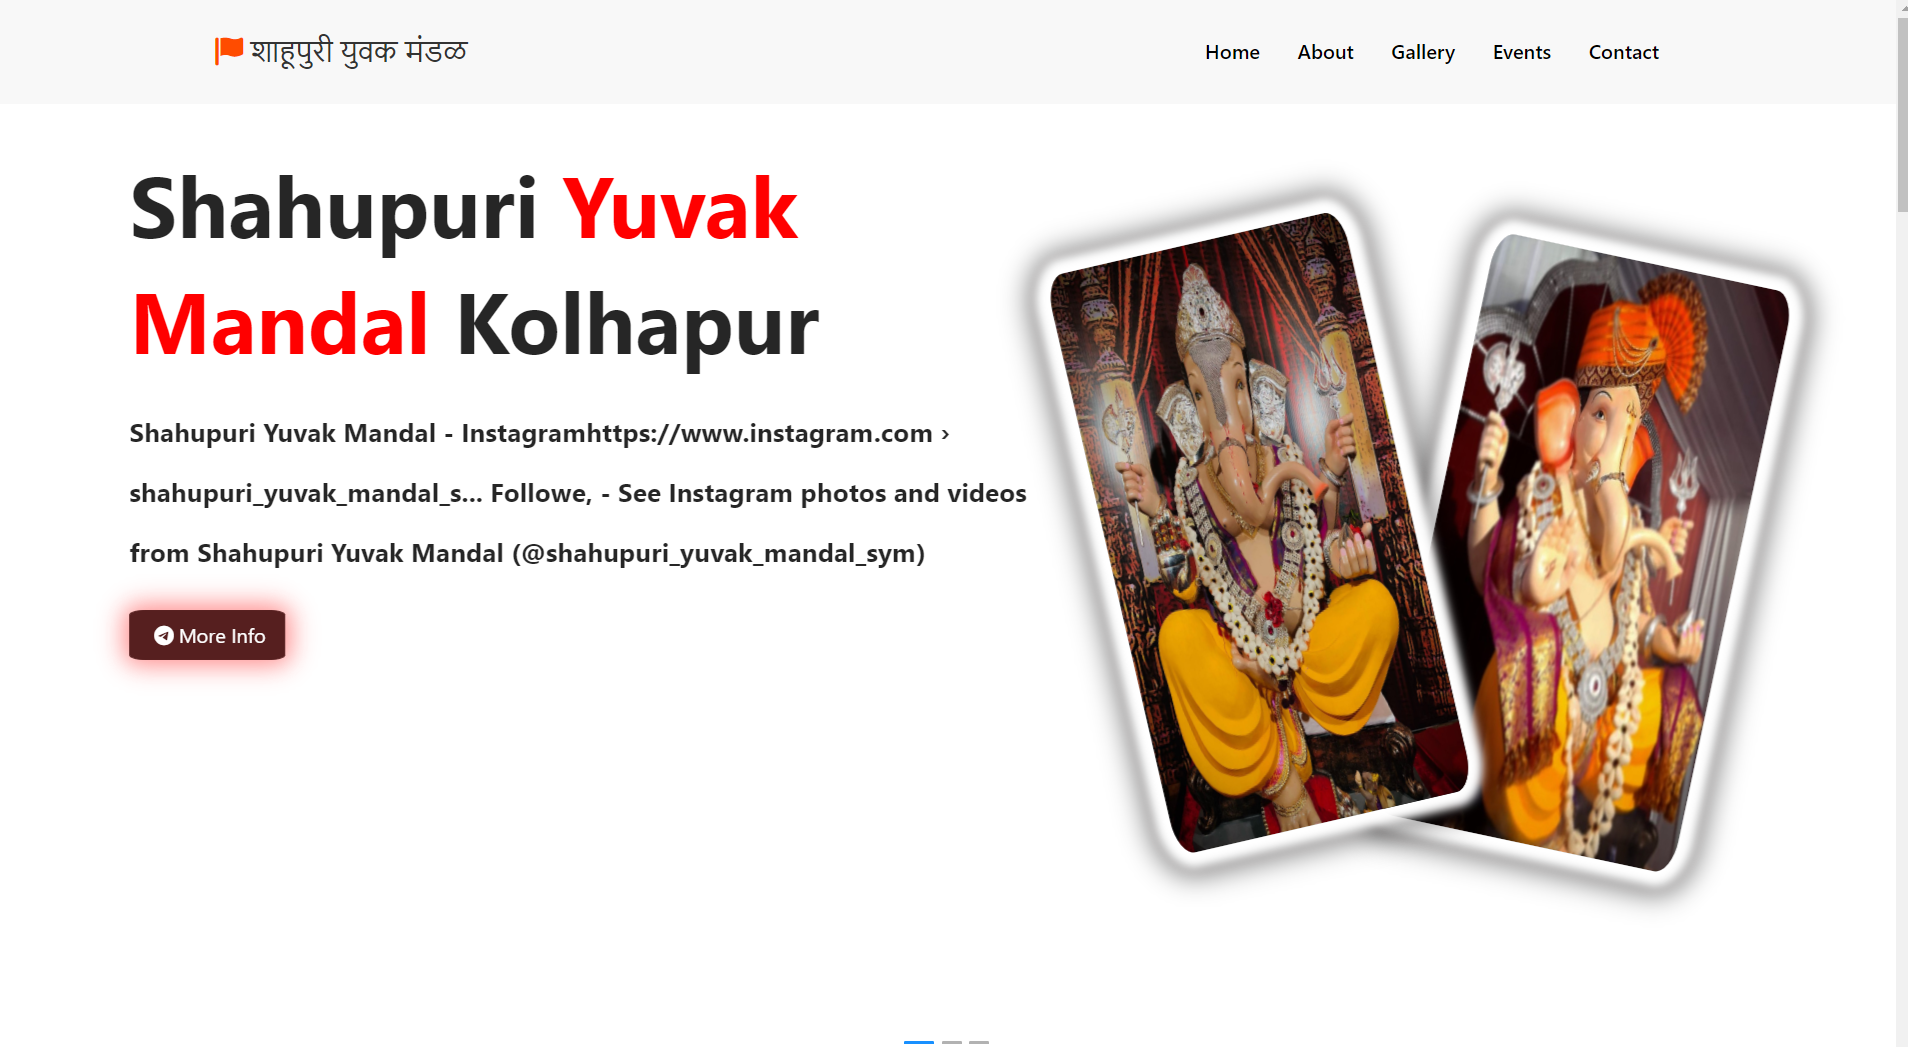 शाहूपुरी युवक मंडळ
Home About Gallery Events Contact
Shahupuri Yuvak
Mandal Kolhapur
Shahupuri Yuvak Mandal - Instagramhttps://www.instagram.com ›
shahupuri_yuvak_mandal_s... Followe, - See Instagram photos and videos
from Shahupuri Yuvak Mandal (@shahupuri_yuvak_mandal_sym)
More Info